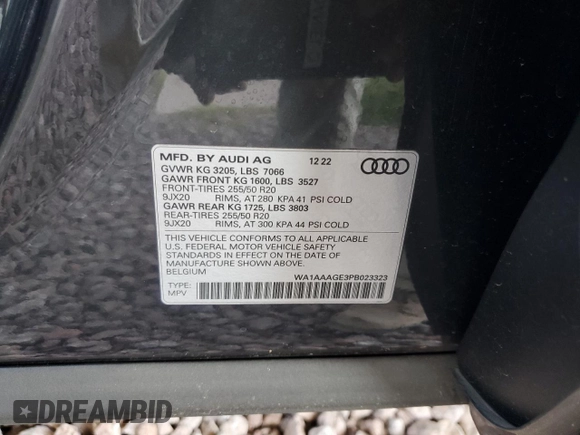 MFD. BY AUDI AG 12 22
GVWR KG 3205, LBS 7066
GAWR FRONT KG 1600, LBS 3527
FRONT-TIRES 255/50 R20
9JX20 RIMS, AT 280 KPA 41 PSI COLD
GAWR REAR KG 1725, LBS 3803
REAR-TIRES 255/50 R20
9JX20 RIMS, AT 300 KPA 44 PSI COLD
THIS VEHICLE CONFORMS TO ALL APPLICABLE
U.S. FEDERAL MOTOR VEHICLE SAFETY
STANDARDS IN EFFECT ON THE DATE OF
MANUFACTURE SHOWN ABOVE.
BELGIUM WA1AAAGE3PB023323
TYPE:
MPV
DREAMBID